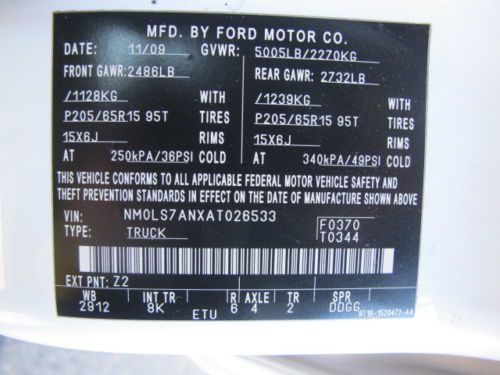 MFD. BY FORD MOTOR CO.
DATE: 11/09 GVWR: 5005LB/2270KG
FRONT GAWR: 2486LB REAR GAWR: 2732LB
/1128KG WITH /1239KG WITH
P205/65R15 95T TIRES P205/65R15 95T TIRES
15X6J RIMS 15X6J RIMS
AT 250kPA/36PSI COLD AT 340kPA/49PSI COLD
THIS VEHICLE CONFORMS TO ALL APPLICABLE FEDERAL MOTOR VEHICLE SAFETY AND
THEFT PREVENTION STANDARDS IN EFFECT ON THE DATE OF MANUFACTURE SHOWN ABOVE.
VIN: NM0LS7ANXAT026533 F0370
TYPE: TRUCK T0344
EXT PNT: Z2
WB INT TR R AXLE TR SPR
2912 8K 6 4 2 DDGG
ETU
9T16-1520472-AA